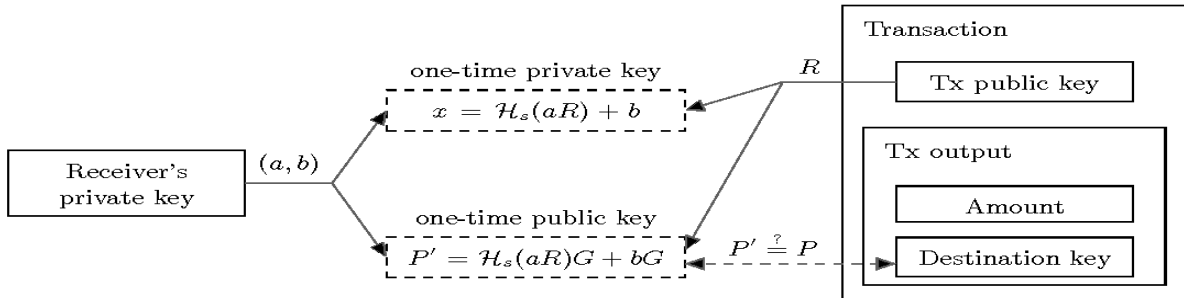 Transaction
one-time private key
R
Tx public key
x = ℋₛ(aR) + b
Tx output
(a, b)
Receiver's
private key
Amount
one-time public key
P′ = ℋₛ(aR)G + bG
P′ ≟ P
Destination key